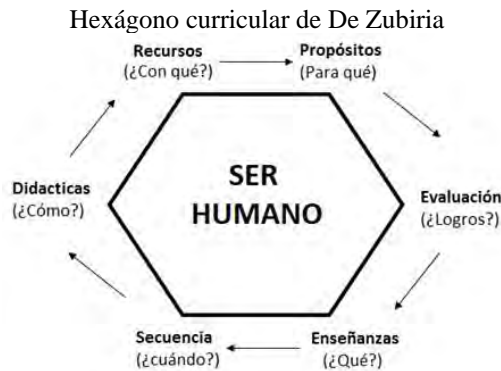 Hexágono curricular de De Zubiria
Recursos
(¿Con qué?)
Propósitos
(Para qué)
Didacticas
(¿Cómo?)
SER
HUMANO
Evaluación
(¿Logros?)
Secuencia
(¿cuándo?)
Enseñanzas
(¿Qué?)